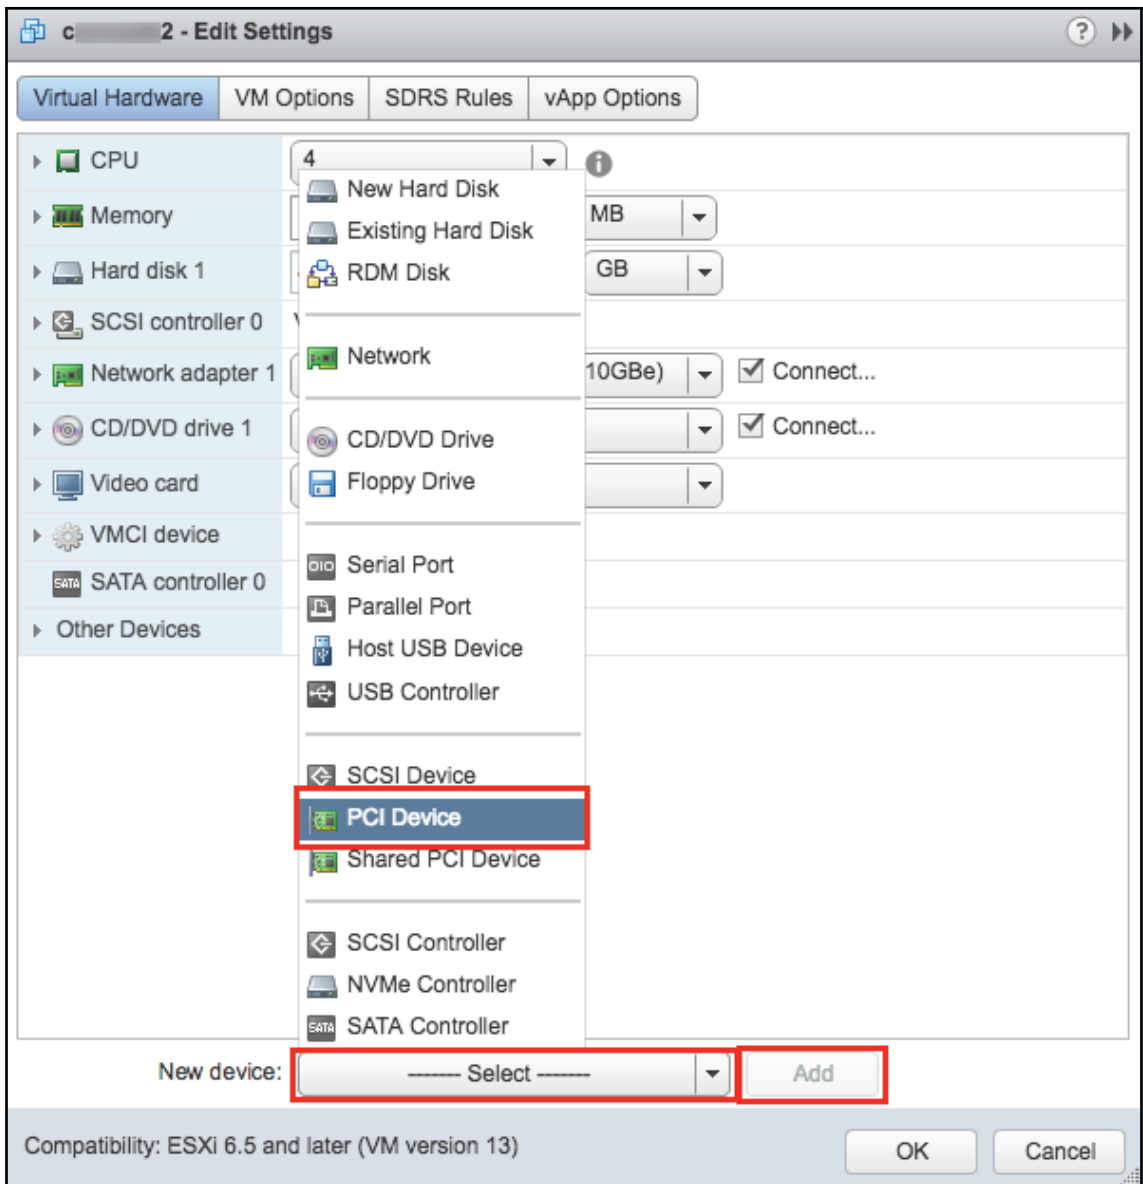 c 2 - Edit Settings
Virtual Hardware VM Options SDRS Rules vApp Options
CPU 4
New Hard Disk
Memory MB
Existing Hard Disk
Hard disk 1 GB
RDM Disk
SCSI controller 0
Network
Network adapter 1 10GBe) Connect...
CD/DVD drive 1 Connect...
CD/DVD Drive
Video card
Floppy Drive
VMCI device
Serial Port
SATA SATA controller 0
Parallel Port
Other Devices
Host USB Device
USB Controller
SCSI Device
PCI Device
Shared PCI Device
SCSI Controller
NVMe Controller
SATA SATA Controller
New device: ------- Select ------- Add
Compatibility: ESXi 6.5 and later (VM version 13) OK Cancel